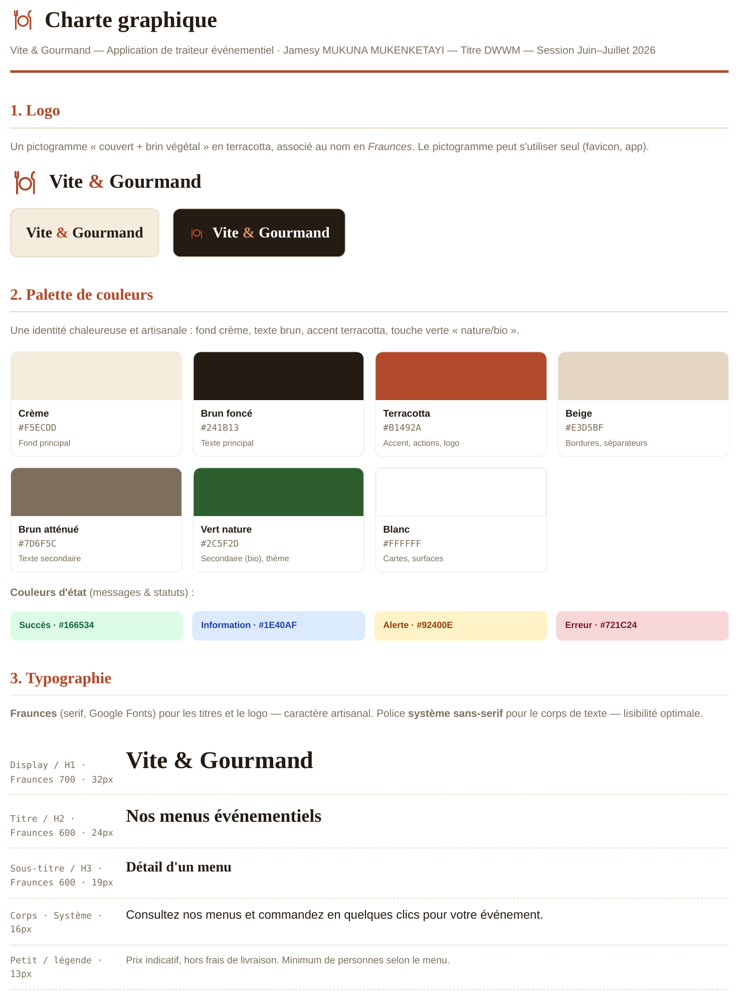 Charte graphique
Vite & Gourmand — Application de traiteur événementiel · Jamesy MUKUNA MUKENKETAYI — Titre DWWM — Session Juin–Juillet 2026
1. Logo
Un pictogramme « couvert + brin végétal » en terracotta, associé au nom en Fraunces. Le pictogramme peut s'utiliser seul (favicon, app).
Vite & Gourmand
Vite & Gourmand
Vite & Gourmand
2. Palette de couleurs
Une identité chaleureuse et artisanale : fond crème, texte brun, accent terracotta, touche verte « nature/bio ».
Crème
#F5ECDD
Fond principal
Brun foncé
#241B13
Texte principal
Terracotta
#B1492A
Accent, actions, logo
Beige
#E3D5BF
Bordures, séparateurs
Brun atténué
#7D6F5C
Texte secondaire
Vert nature
#2C5F2D
Secondaire (bio), thème
Blanc
#FFFFFF
Cartes, surfaces
Couleurs d'état (messages & statuts) :
Succès · #166534
Information · #1E40AF
Alerte · #92400E
Erreur · #721C24
3. Typographie
Fraunces (serif, Google Fonts) pour les titres et le logo — caractère artisanal. Police système sans-serif pour le corps de texte — lisibilité optimale.
Display / H1 ·
Fraunces 700 · 32px
Vite & Gourmand
Titre / H2 ·
Fraunces 600 · 24px
Nos menus événementiels
Sous-titre / H3 ·
Fraunces 600 · 19px
Détail d'un menu
Corps · Système ·
16px
Consultez nos menus et commandez en quelques clics pour votre événement.
Petit / légende ·
13px
Prix indicatif, hors frais de livraison. Minimum de personnes selon le menu.